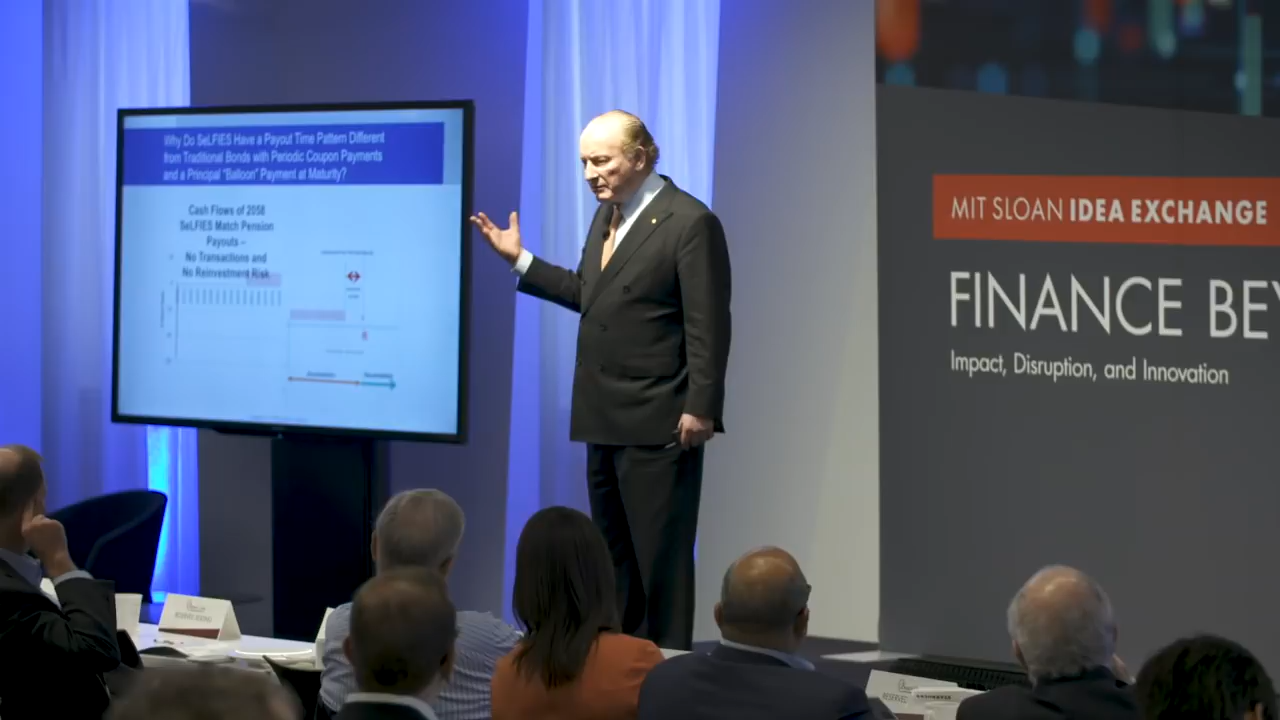 Why Do SeLFIES Have a Payout Time Pattern Different
from Traditional Bonds with Periodic Coupon Payments
and a Principal "Balloon" Payment at Maturity?
Cash Flows of 2058
SeLFIES Match Pension
Payouts –
No Transactions and
No Reinvestment Risk
MIT SLOAN IDEA EXCHANGE
FINANCE BEY
Impact, Disruption, and Innovation